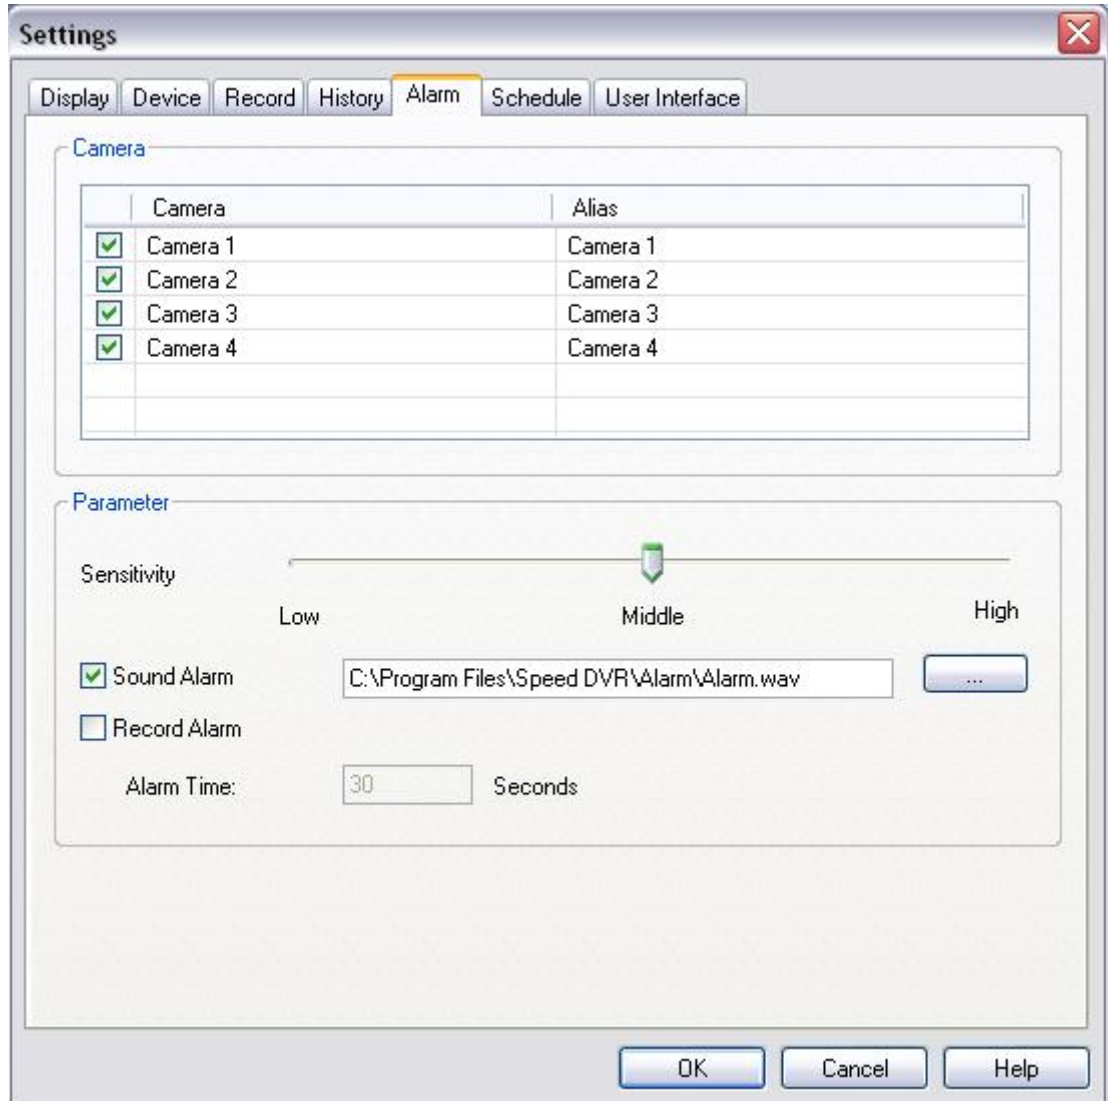 Settings
Display Device Record History Alarm Schedule User Interface
Camera
Camera Alias
Camera 1 Camera 1
Camera 2 Camera 2
Camera 3 Camera 3
Camera 4 Camera 4
Parameter
Sensitivity
Low Middle High
Sound Alarm C:\Program Files\Speed DVR\Alarm\Alarm.wav ...
Record Alarm
Alarm Time: 30 Seconds
OK Cancel Help